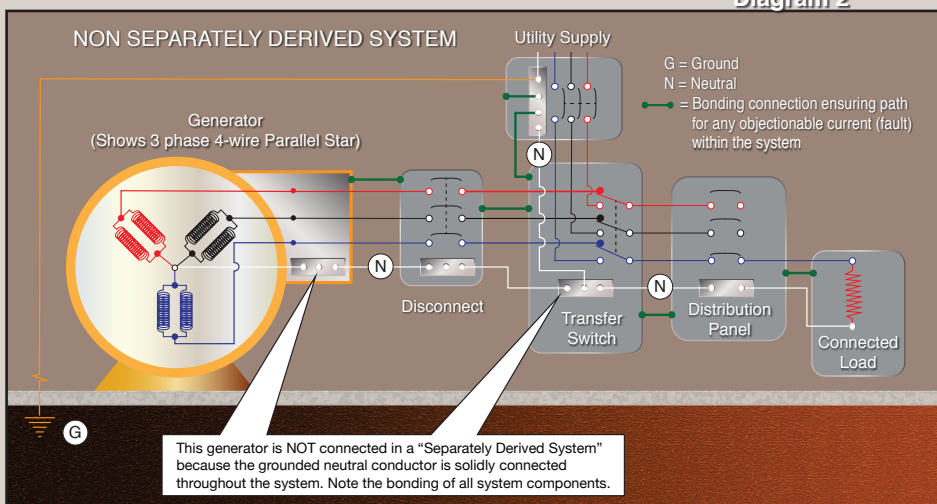 Diagram 2
NON SEPARATELY DERIVED SYSTEM
Utility Supply
G = Ground
N = Neutral
= Bonding connection ensuring path
for any objectionable current (fault)
within the system
Generator
(Shows 3 phase 4-wire Parallel Star)
N
N
N
Disconnect
Transfer
Switch
Distribution
Panel
Connected
Load
G
This generator is NOT connected in a “Separately Derived System”
because the grounded neutral conductor is solidly connected
throughout the system. Note the bonding of all system components.